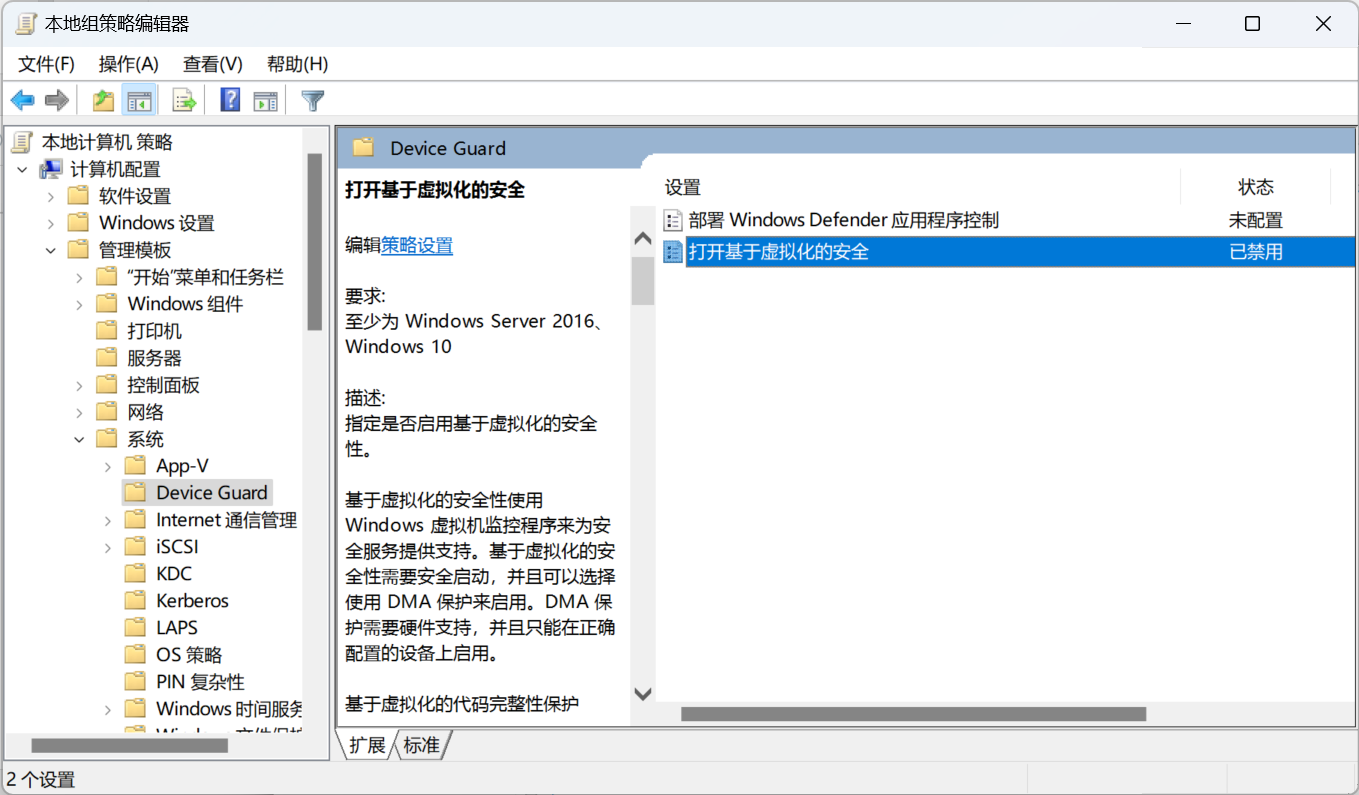 本地组策略编辑器
文件(F) 操作(A) 查看(V) 帮助(H)
本地计算机 策略
计算机配置
软件设置
Windows 设置
管理模板
“开始”菜单和任务栏
Windows 组件
打印机
服务器
控制面板
网络
系统
App-V
Device Guard
Internet 通信管理
iSCSI
KDC
Kerberos
LAPS
OS 策略
PIN 复杂性
Windows 时间服务
Device Guard
打开基于虚拟化的安全
编辑策略设置
要求:
至少为 Windows Server 2016、
Windows 10
描述:
指定是否启用基于虚拟化的安全
性。
基于虚拟化的安全性使用
Windows 虚拟机监控程序来为安
全服务提供支持。基于虚拟化的安
全性需要安全启动，并且可以选择
使用 DMA 保护来启用。DMA 保
护需要硬件支持，并且只能在正确
配置的设备上启用。
基于虚拟化的代码完整性保护
设置 状态
部署 Windows Defender 应用程序控制 未配置
打开基于虚拟化的安全 已禁用
扩展 标准
2 个设置